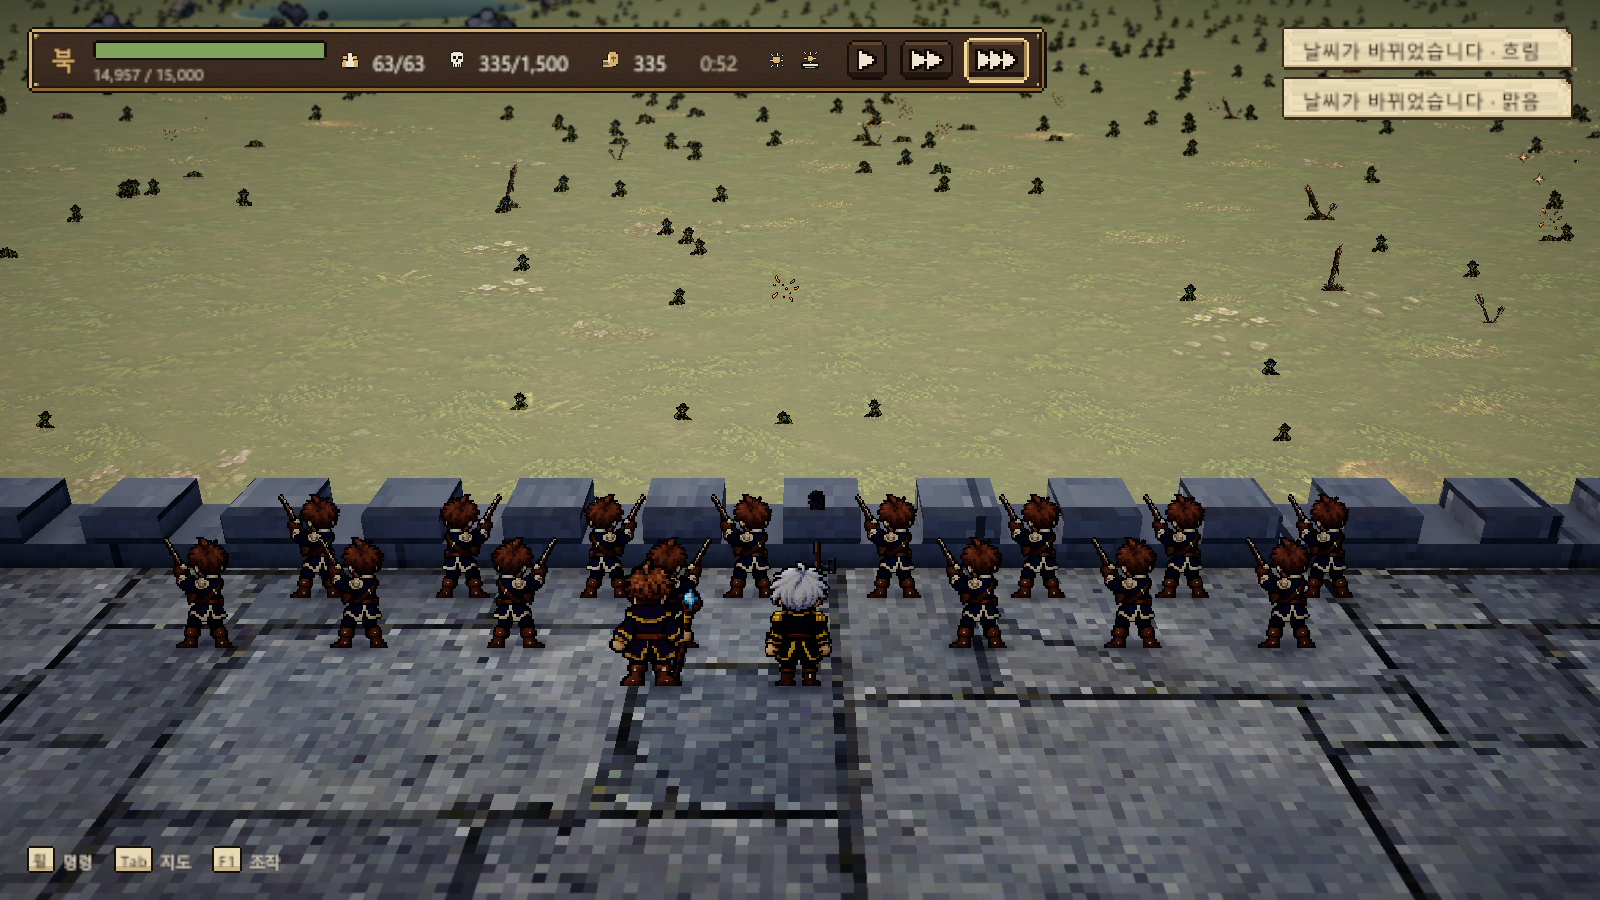 북
14,957 / 15,000
63/63
335/1,500
335
0:52
날씨가 바뀌었습니다 · 흐림
날씨가 바뀌었습니다 · 맑음
휠 명령 Tab 지도 F1 조작